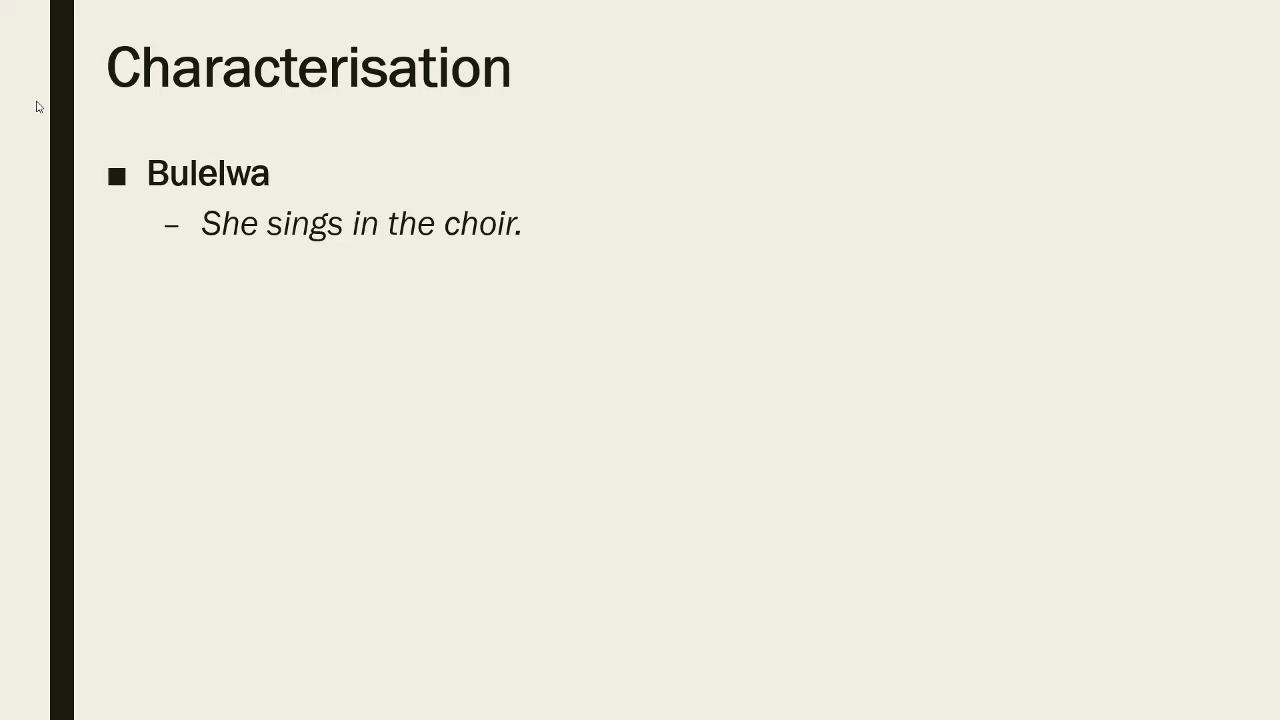 Characterisation
■ Bulelwa
– She sings in the choir.